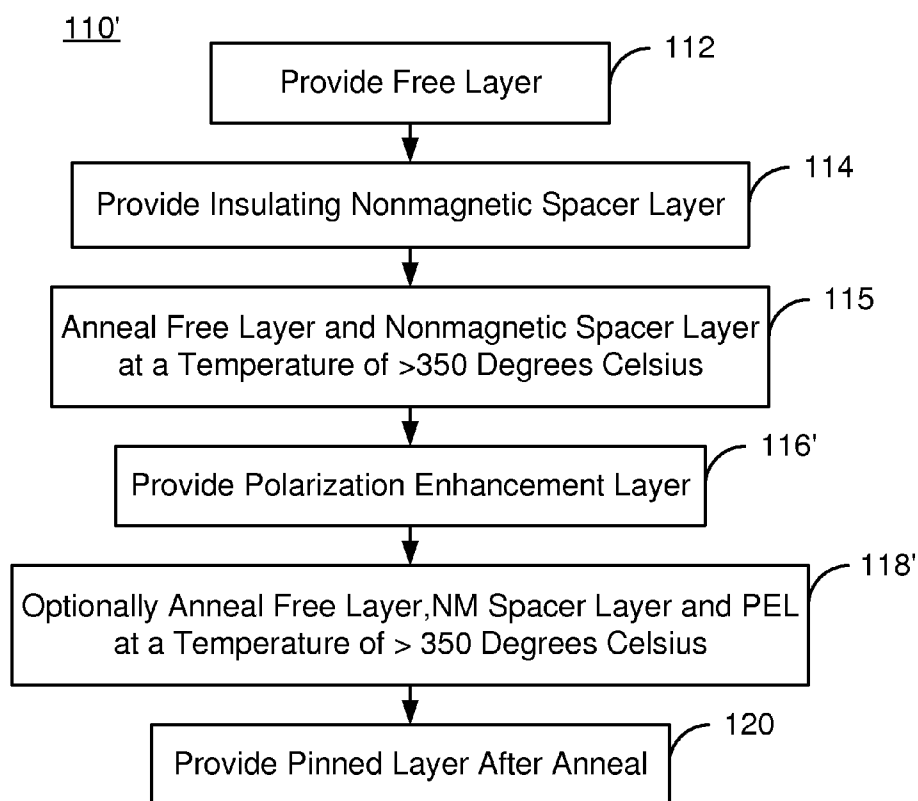 110'
Provide Free Layer
112
Provide Insulating Nonmagnetic Spacer Layer
114
Anneal Free Layer and Nonmagnetic Spacer Layer
at a Temperature of >350 Degrees Celsius
115
Provide Polarization Enhancement Layer
116'
Optionally Anneal Free Layer,NM Spacer Layer and PEL
at a Temperature of > 350 Degrees Celsius
118'
Provide Pinned Layer After Anneal
120